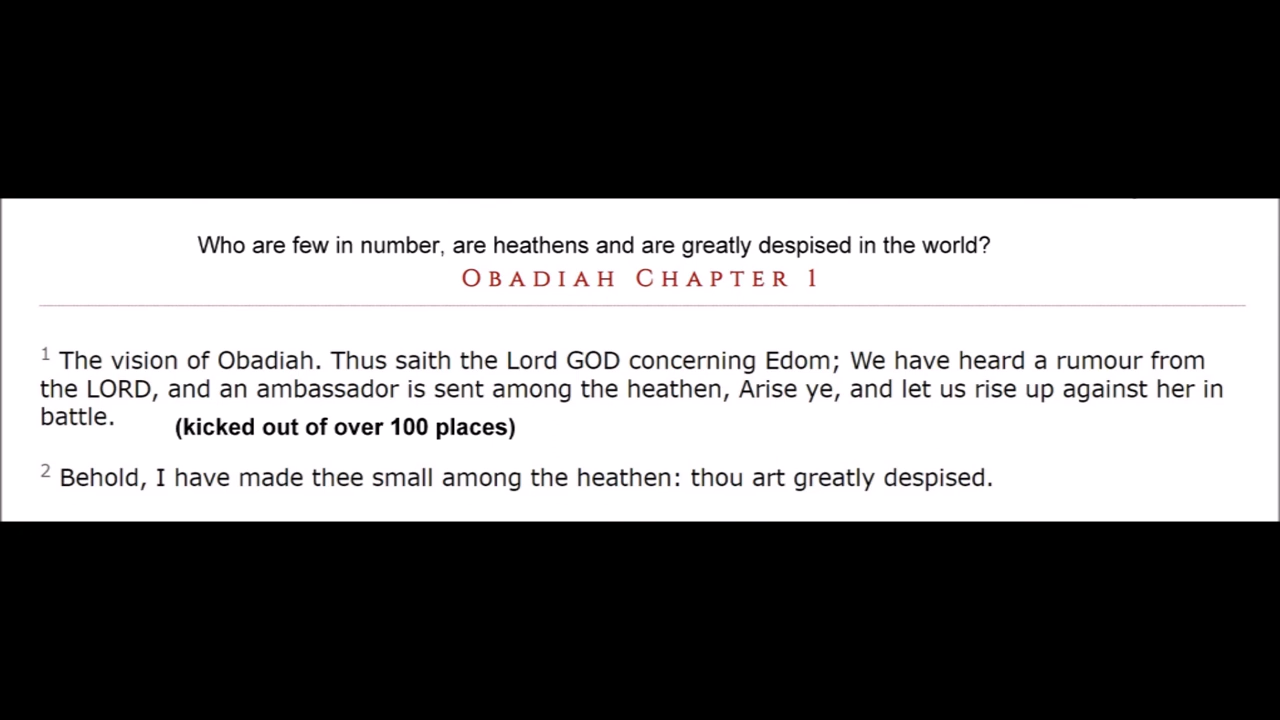 Who are few in number, are heathens and are greatly despised in the world?
OBADIAH CHAPTER 1
1 The vision of Obadiah. Thus saith the Lord GOD concerning Edom; We have heard a rumour from
the LORD, and an ambassador is sent among the heathen, Arise ye, and let us rise up against her in
battle.
(kicked out of over 100 places)
2 Behold, I have made thee small among the heathen: thou art greatly despised.